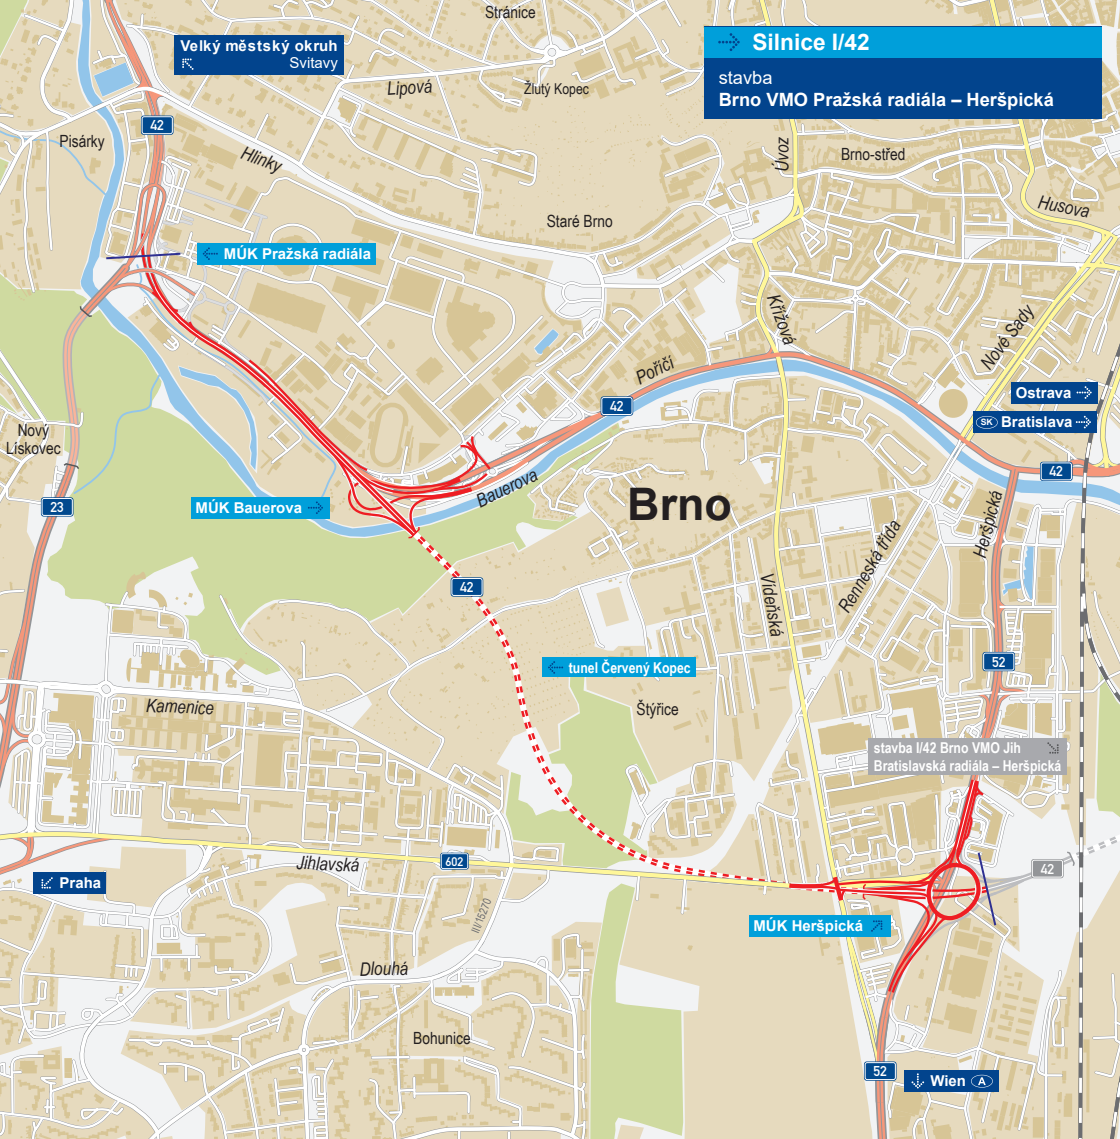 Stránice
Velký městský okruh
Svitavy
Silnice I/42
stavba
Brno VMO Pražská radiála – Heršpická
Lipová
Žlutý Kopec
42
Pisárky
Hlinky
Úvoz
Brno-střed
Husova
Staré Brno
MÚK Pražská radiála
Křížová
Nové Sady
Poříčí
Ostrava
SK Bratislava
42
Nový
Lískovec
42
Bauerova
23
MÚK Bauerova
Brno
Heršpická
Renneská třída
42
Vídeňská
tunel Červený Kopec
52
Kamenice
Štýřice
stavba I/42 Brno VMO Jih
Bratislavská radiála – Heršpická
Jihlavská
602
42
Praha
III/15270
MÚK Heršpická
Dlouhá
Bohunice
52
Wien A